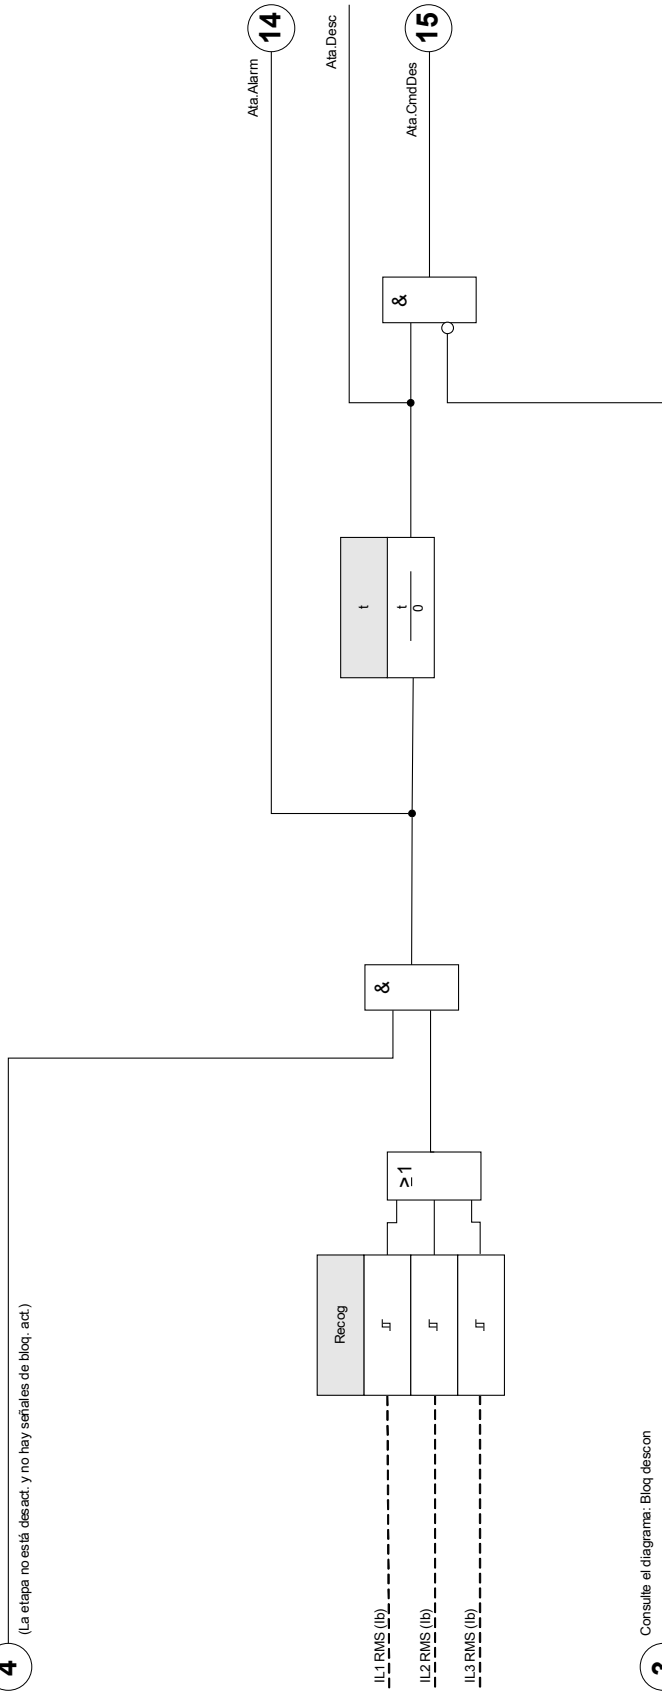 4
(La etapa no está desact. y no hay señales de bloq. act.)
Ata.Alarm
14
Ata.Desc
Ata.CmdDes
15
&
t
t
0
&
≥1
Recog
IL1 RMS (Ib)
IL2 RMS (Ib)
IL3 RMS (Ib)
Consulte el diagrama: Bloq descon